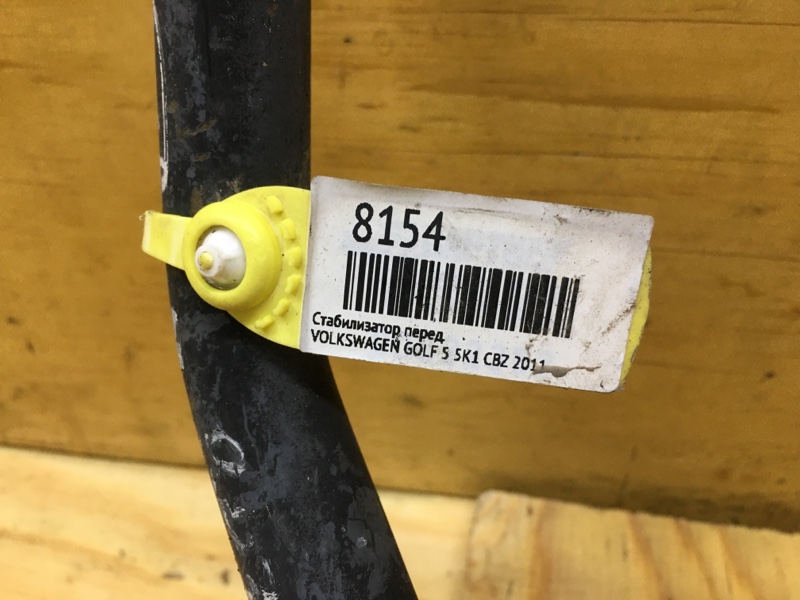 8154
Стабилизатор перед.
VOLKSWAGEN GOLF 5 5K1 CBZ 2011